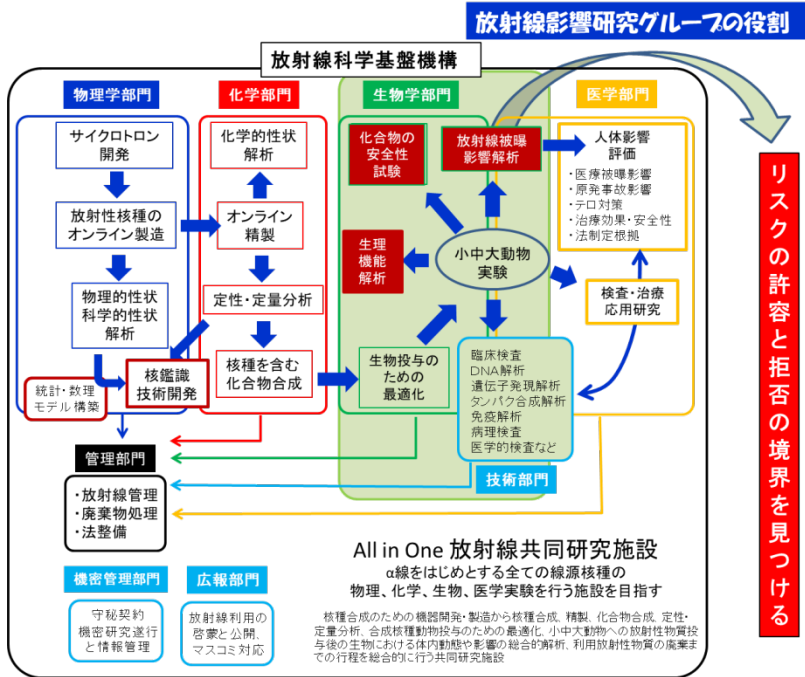 放射線影響研究グループの役割
放射線科学基盤機構
物理学部門
化学部門
生物学部門
医学部門
サイクロトロン
開発
放射性核種の
オンライン製造
物理的性状
科学的性状
解析
統計・数理
モデル構築
核鑑識
技術開発
化学的性状
解析
オンライン
精製
定性・定量分析
核種を含む
化合物合成
化合物の
安全性
試験
放射線被曝
影響解析
生理
機能
解析
小中大動物
実験
生物投与の
ための
最適化
人体影響
評価
・医療被曝影響
・原発事故影響
・テロ対策
・治療効果・安全性
・法制定根拠
検査・治療
応用研究
臨床検査
DNA解析
遺伝子発現解析
タンパク合成解析
免疫解析
病理検査
医学的検査など
技術部門
管理部門
・放射線管理
・廃棄物処理
・法整備
機密管理部門
守秘契約
機密研究遂行
と情報管理
広報部門
放射線利用の
啓蒙と公開、
マスコミ対応
All in One 放射線共同研究施設
α線をはじめとする全ての線源核種の
物理、化学、生物、医学実験を行う施設を目指す
核種合成のための機器開発・製造から核種合成、精製、化合物合成、定性・
定量分析、合成核種動物投与のための最適化、小中大動物への放射性物質投
与後の生物における体内動態や影響の総合的解析、利用放射性物質の廃棄ま
での行程を総合的に行う共同研究施設
リスクの許容と拒否の境界を見つける